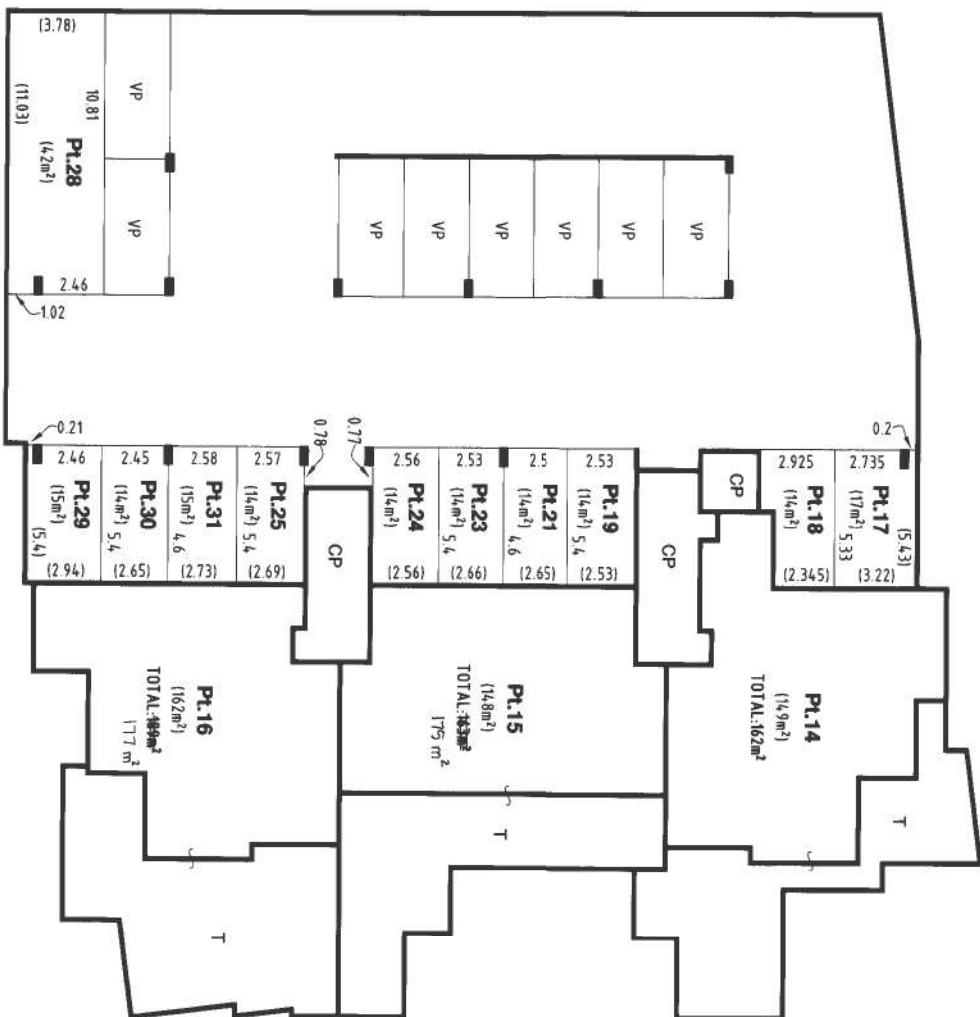 (3.78)
(11.03)
10.81
Pt.28
(42m²)
VP
VP
2.46
1.02
VP
VP
VP
VP
VP
VP
0.21
0.78
0.77
0.2
2.46
Pt.29
(15m²)
(5.4)
(2.94)
2.45
Pt.30
(14m²)
5.4
(2.65)
2.58
Pt.31
(15m²)
4.6
(2.73)
2.57
Pt.25
(14m²)
5.4
(2.69)
CP
2.56
Pt.24
(14m²)
(2.56)
2.53
Pt.23
(14m²)
5.4
(2.66)
2.5
Pt.21
(14m²)
4.6
(2.65)
2.53
Pt.19
(14m²)
5.4
(2.53)
CP
CP
2.925
Pt.18
(14m²)
(2.345)
2.735
Pt.17
(17m²)
5.33
(5.43)
(3.22)
Pt.16
(162m²)
TOTAL:189m²
177 m²
Pt.15
(148m²)
TOTAL:163m²
175 m²
Pt.14
(149m²)
TOTAL:162m²
T
T
T